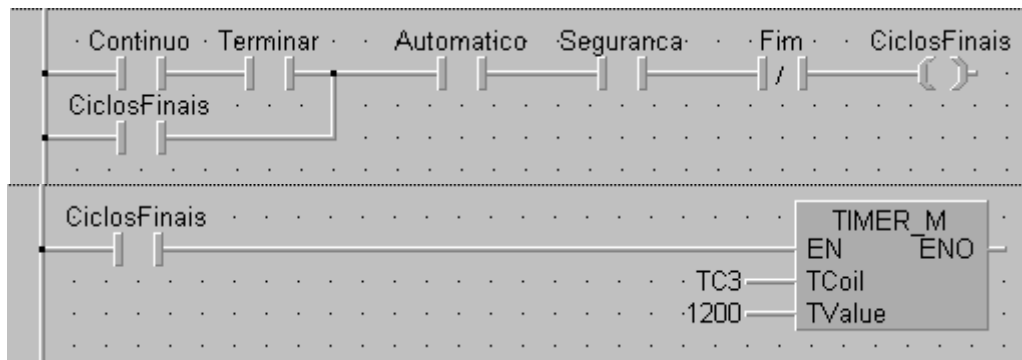 Continuo Terminar Automatico Seguranca Fim CiclosFinais
/
CiclosFinais
CiclosFinais
TIMER_M
EN ENO
TC3 TCoil
1200 TValue